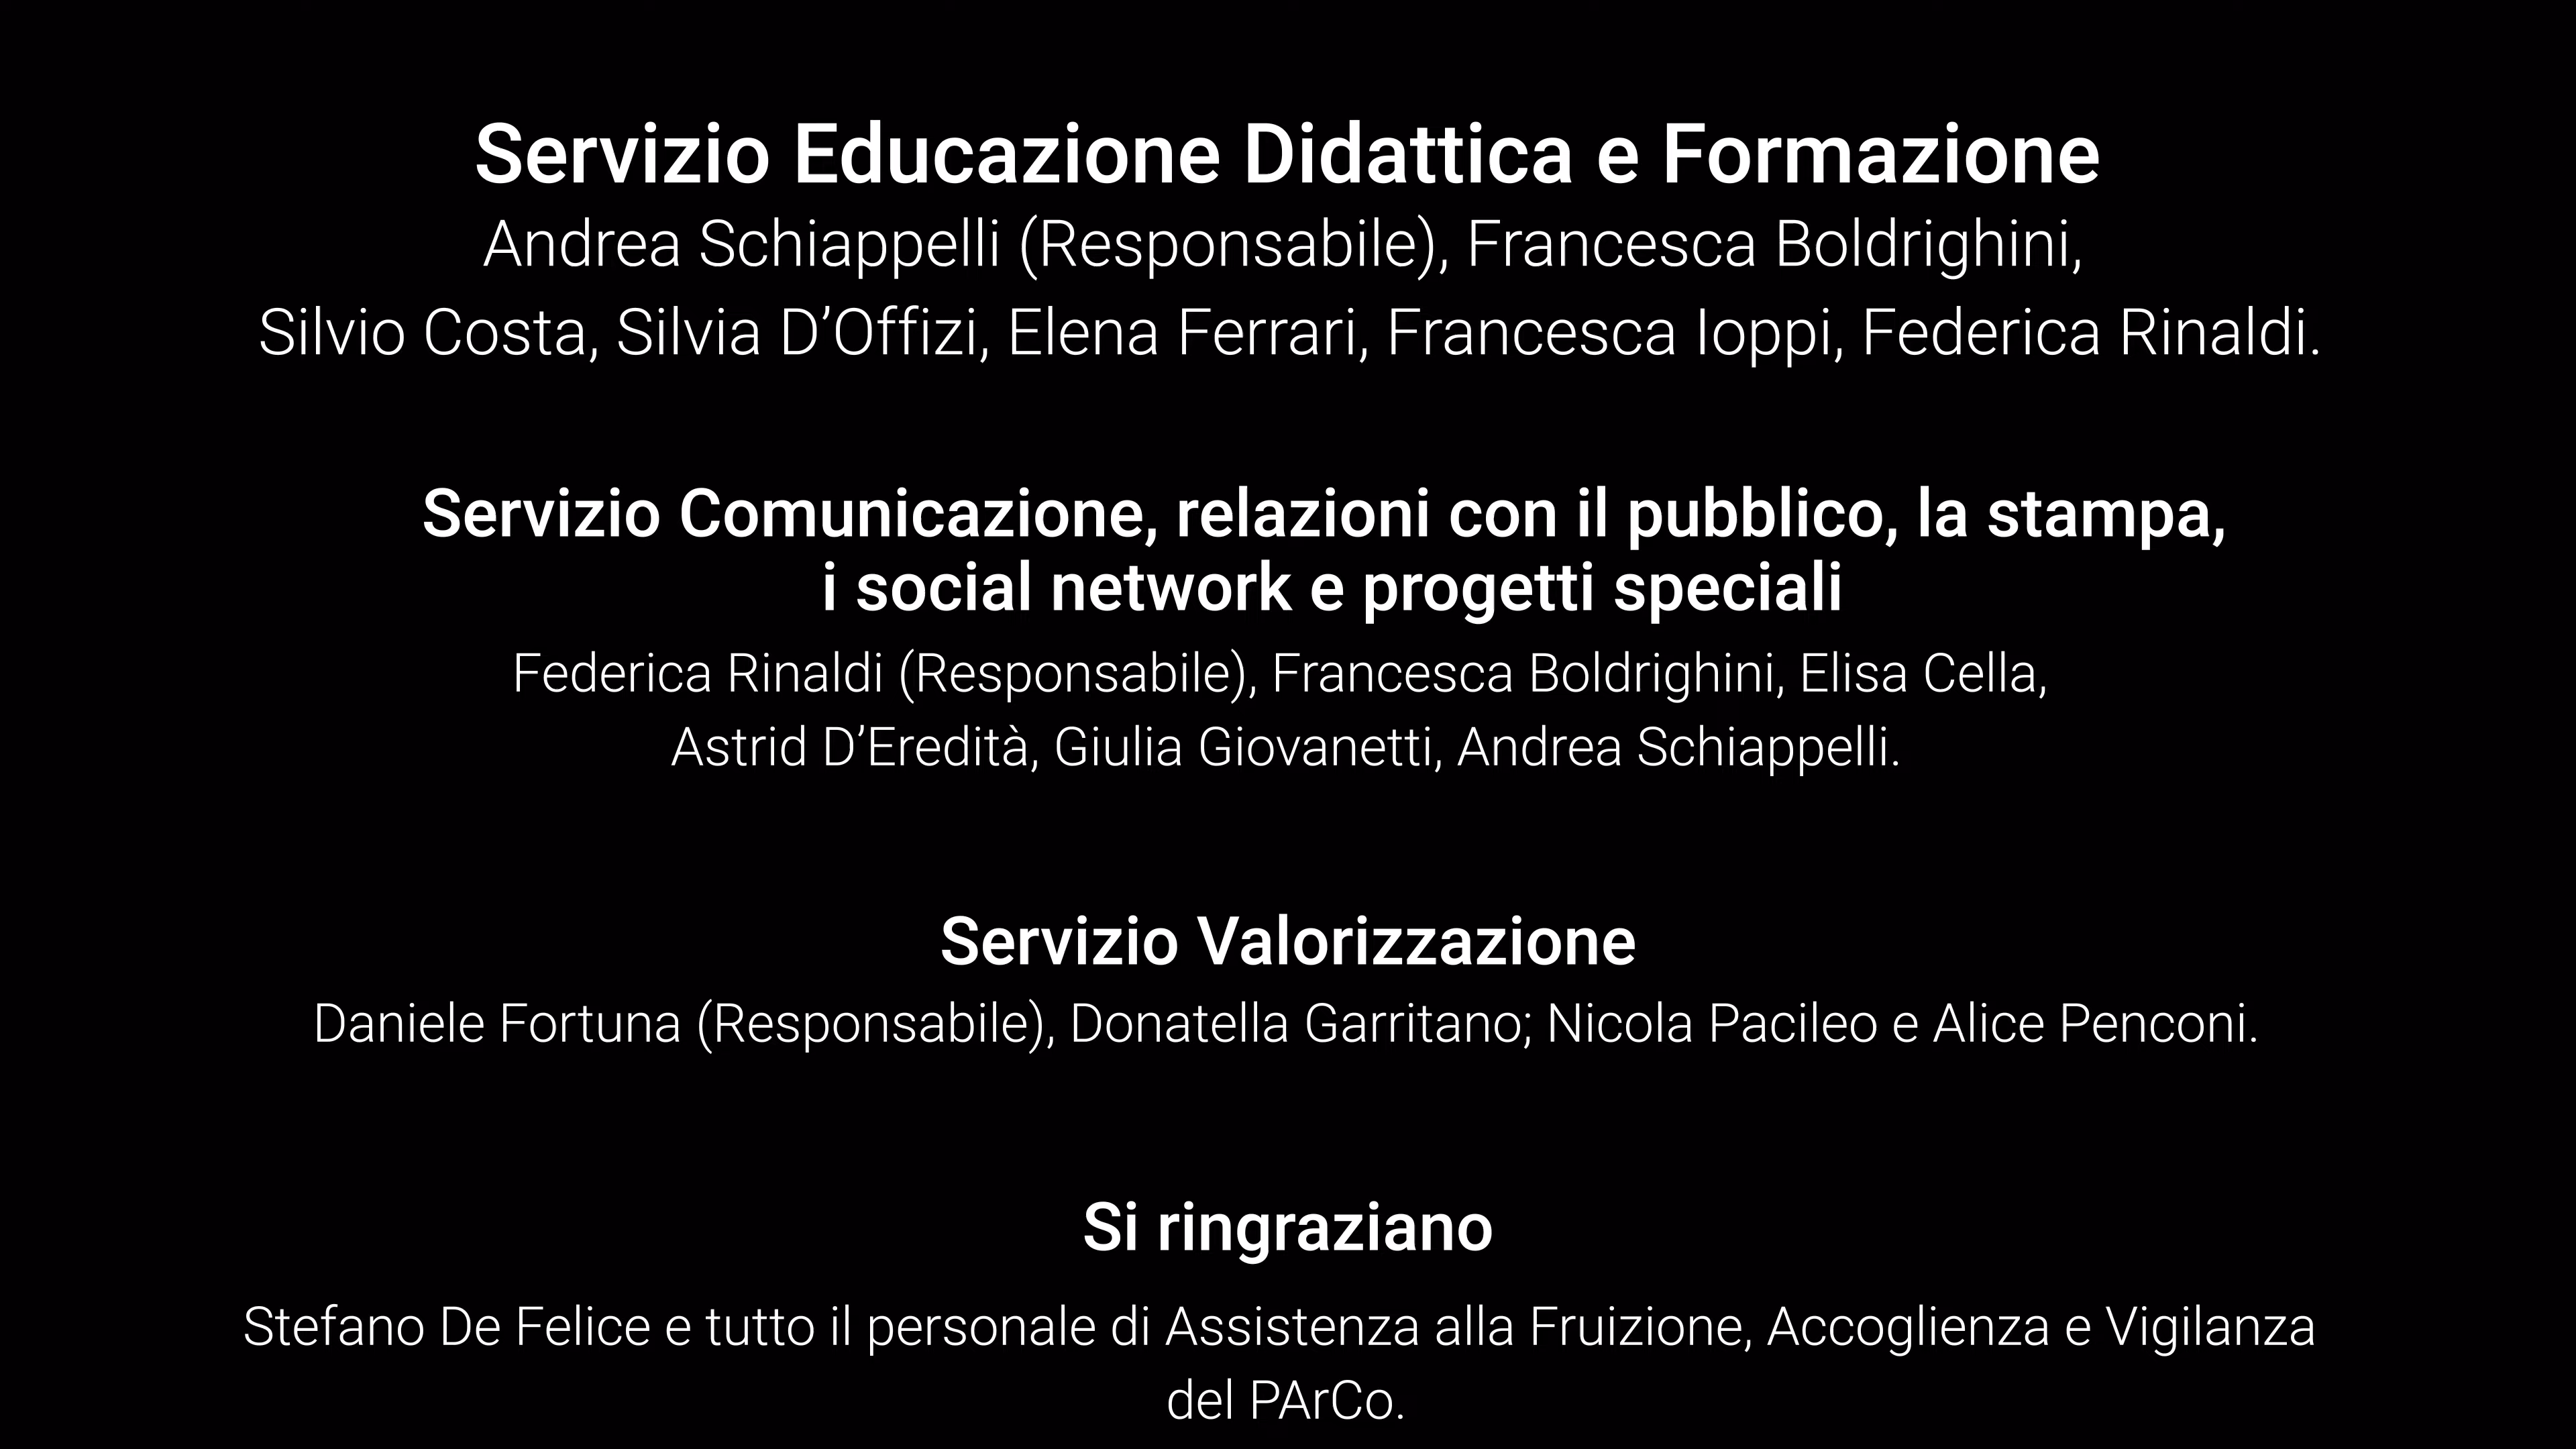 Servizio Educazione Didattica e Formazione
Andrea Schiappelli (Responsabile), Francesca Boldrighini,
Silvio Costa, Silvia D’Offizi, Elena Ferrari, Francesca Ioppi, Federica Rinaldi.
Servizio Comunicazione, relazioni con il pubblico, la stampa,
i social network e progetti speciali
Federica Rinaldi (Responsabile), Francesca Boldrighini, Elisa Cella,
Astrid D’Eredità, Giulia Giovanetti, Andrea Schiappelli.
Servizio Valorizzazione
Daniele Fortuna (Responsabile), Donatella Garritano; Nicola Pacileo e Alice Penconi.
Si ringraziano
Stefano De Felice e tutto il personale di Assistenza alla Fruizione, Accoglienza e Vigilanza
del PArCo.